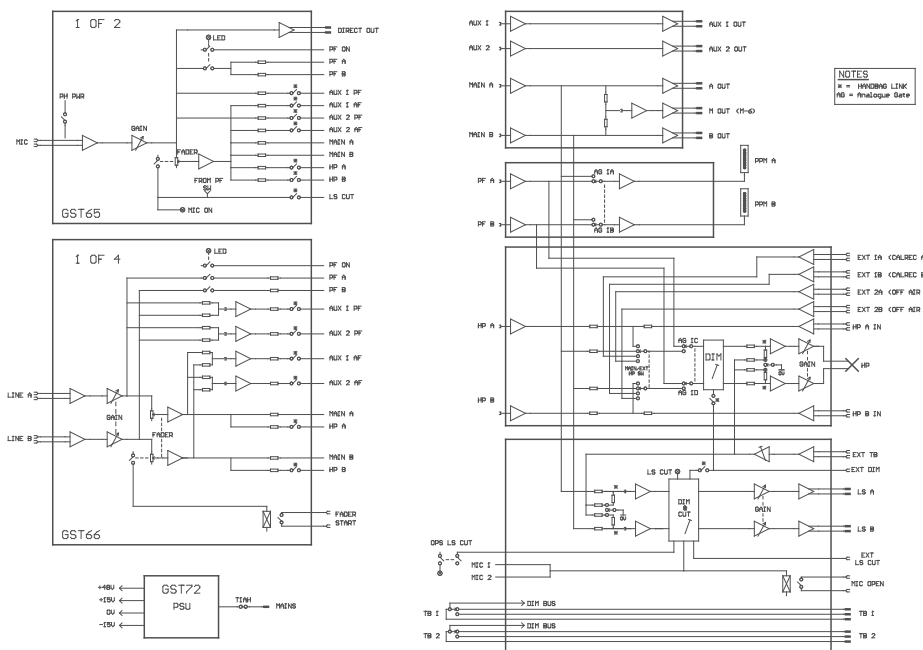 1 OF 2
LED
DIRECT OUT
PF ON
PF A
PF B
AUX 1 PF
AUX 1 AF
AUX 2 PF
AUX 2 AF
MAIN A
MAIN B
HP A
HP B
LS CUT
PH PWR
GAIN
MIC
FADER
FROM PF
SW
MIC ON
GST65
1 OF 4
LED
PF ON
PF A
PF B
AUX 1 PF
AUX 2 PF
AUX 1 AF
AUX 2 AF
LINE A
GAIN
LINE B
FADER
MAIN A
HP A
MAIN B
HP B
FADER
START
GST66
+48V
+15V
0V
-15V
GST72
PSU
T1AH
MAINS
AUX 1
AUX 1 OUT
AUX 2
AUX 2 OUT
MAIN A
A OUT
M OUT (M-6)
MAIN B
B OUT
NOTES
* = HANDBAG LINK
AG = Analogue Gate
PF A
AG 1A
PPM A
PPM B
PF B
AG 1B
EXT 1A (CALREC A
EXT 1B (CALREC B
EXT 2A (OFF AIR
EXT 2B (OFF AIR
HP A
HP A IN
AG 1C
DIM
MAIN/EXT
HP SW
GAIN
0V
HP
AG 1D
HP B
HP B IN
EXT TB
EXT DIM
LS CUT
LS A
DIM
&
CUT
GAIN
0V
LS B
OPS LS CUT
EXT
LS CUT
MIC 1
MIC 2
MIC OPEN
DIM BUS
TB 1
TB 1
DIM BUS
TB 2
TB 2